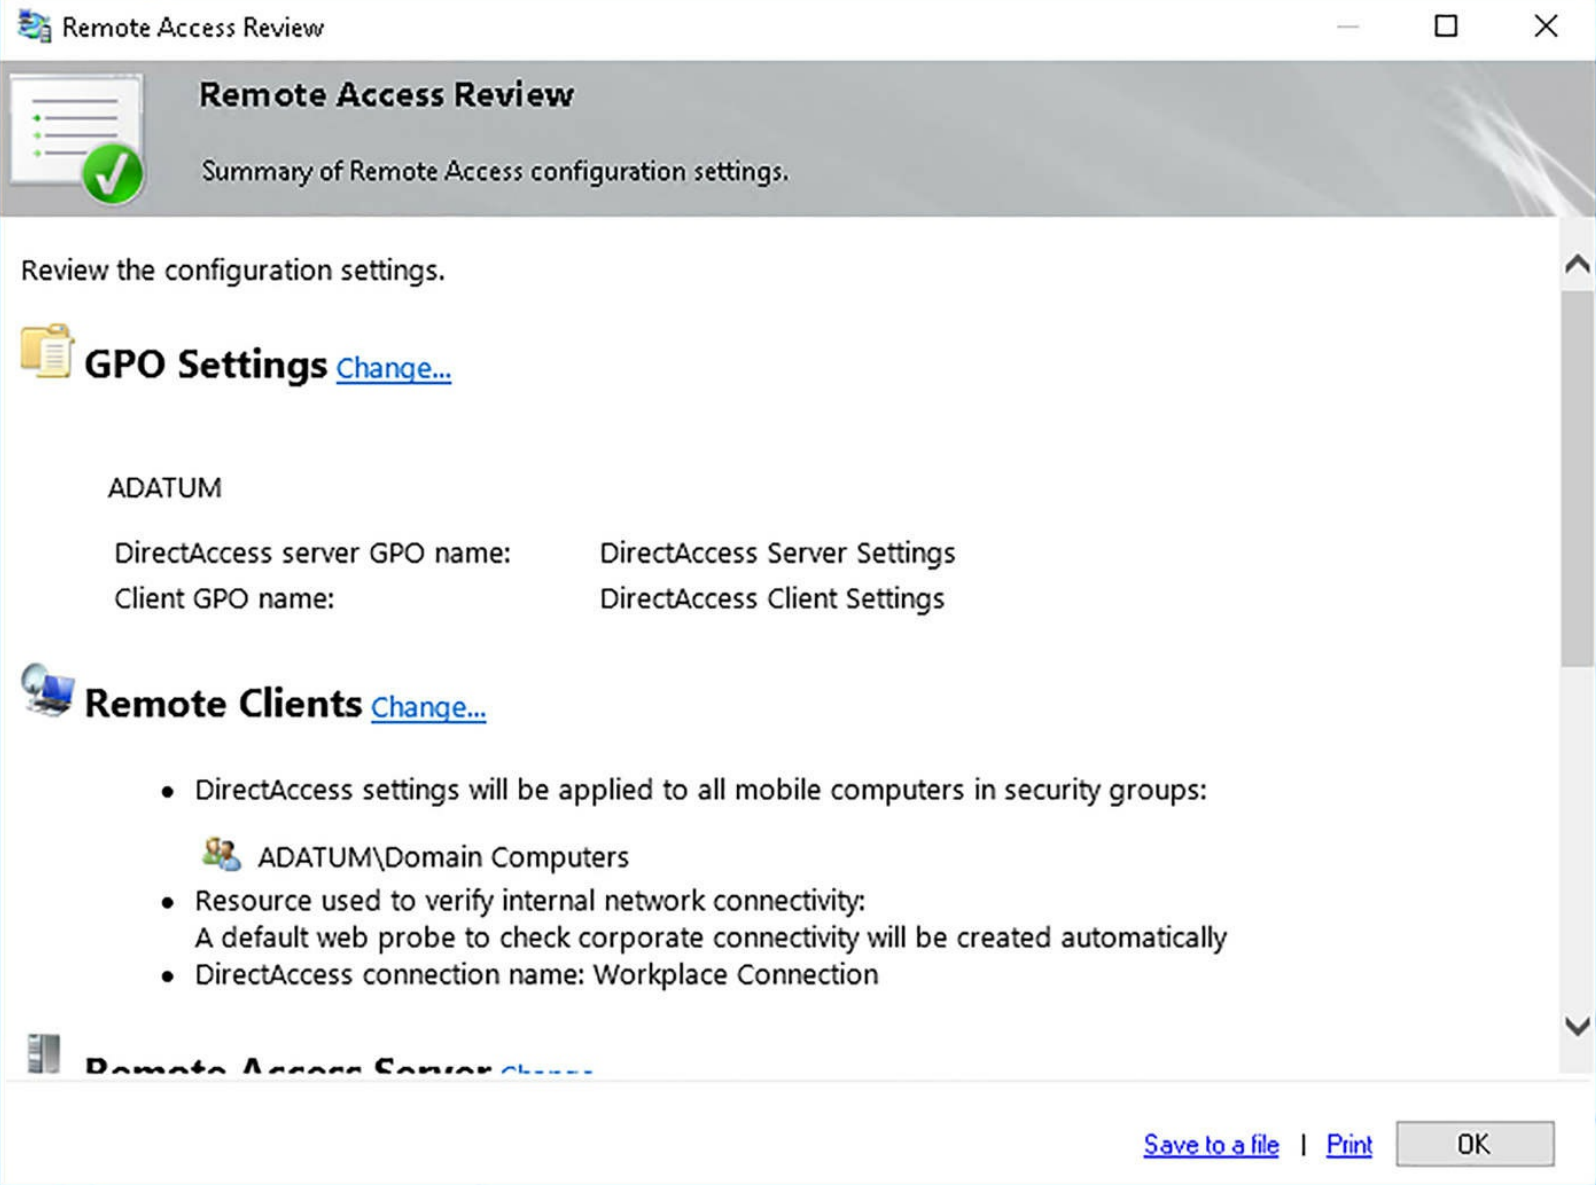 Remote Access Review
Remote Access Review
Summary of Remote Access configuration settings.
Review the configuration settings.
GPO Settings Change...
ADATUM
DirectAccess server GPO name: DirectAccess Server Settings
Client GPO name: DirectAccess Client Settings
Remote Clients Change...
• DirectAccess settings will be applied to all mobile computers in security groups:
ADATUM\Domain Computers
• Resource used to verify internal network connectivity:
A default web probe to check corporate connectivity will be created automatically
• DirectAccess connection name: Workplace Connection
Remote Access Server Change...
Save to a file | Print OK